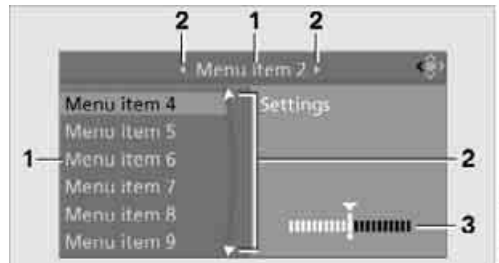 2 1 2
Menu item 2
Menu item 4 Settings
Menu item 5
1 Menu item 6 2
Menu item 7
Menu item 8 3
Menu item 9